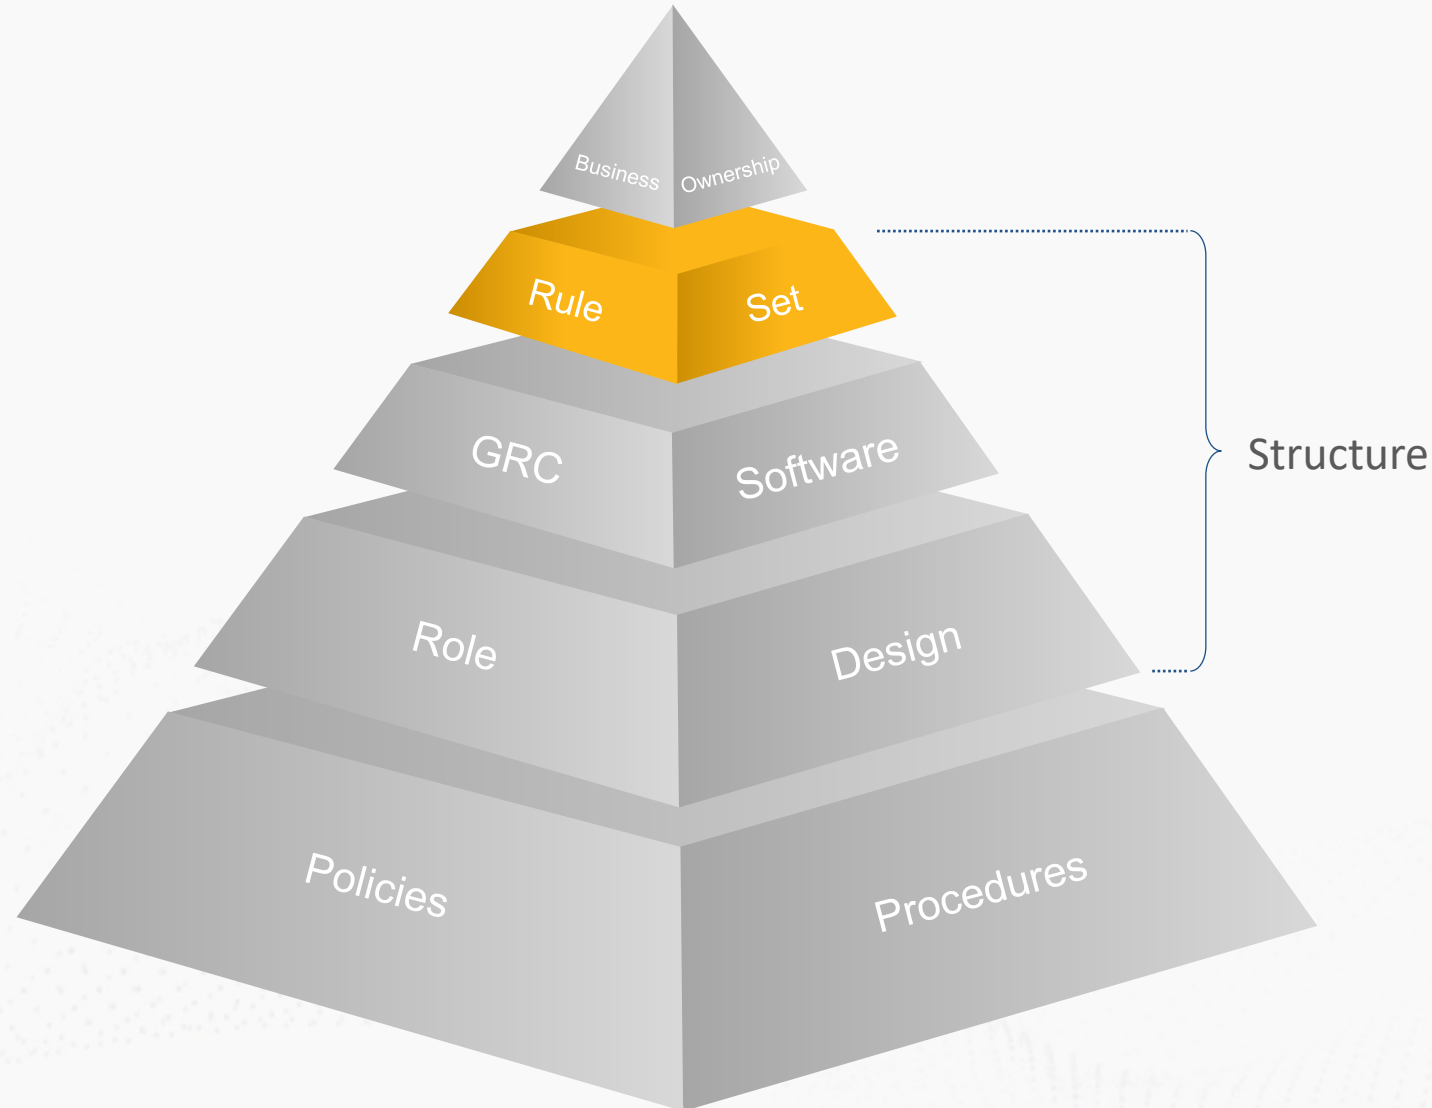 Business Ownership
Rule Set
GRC Software
Structure
Role Design
Policies Procedures